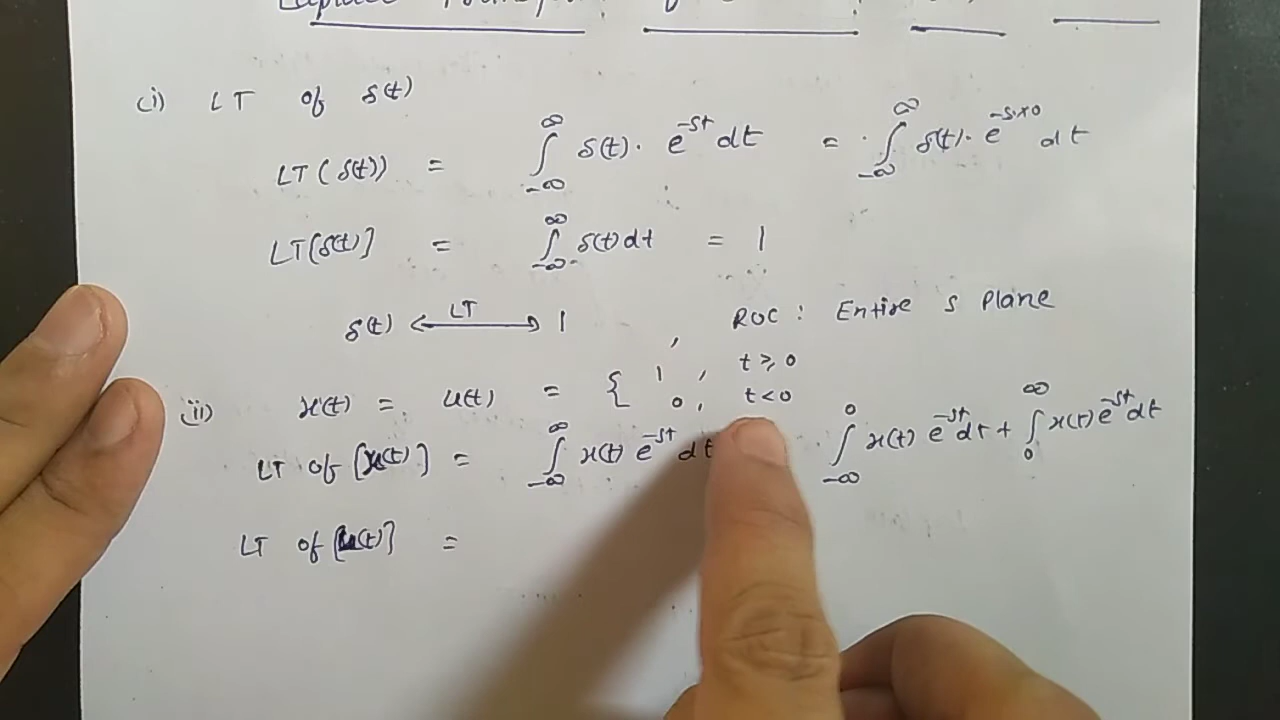 Laplace
(i) LT of δ(t)
LT(δ(t)) = ∫_{-∞}^{∞} δ(t). e^{-st} dt = ∫_{-∞}^{∞} δ(t). e^{-s×0} dt
LT[δ(t)] = ∫_{-∞}^{∞} δ(t) dt = 1
δ(t) ←LT→ 1 , ROC : Entire s Plane
(ii) x(t) = u(t) = { 1 , t ≥ 0
0 , t < 0
LT of [x(t)] = ∫_{-∞}^{∞} x(t) e^{-st} dt ∫_{-∞}^{0} x(t) e^{-st} dt + ∫_{0}^{∞} x(t) e^{-st} dt
LT of [u(t)] =